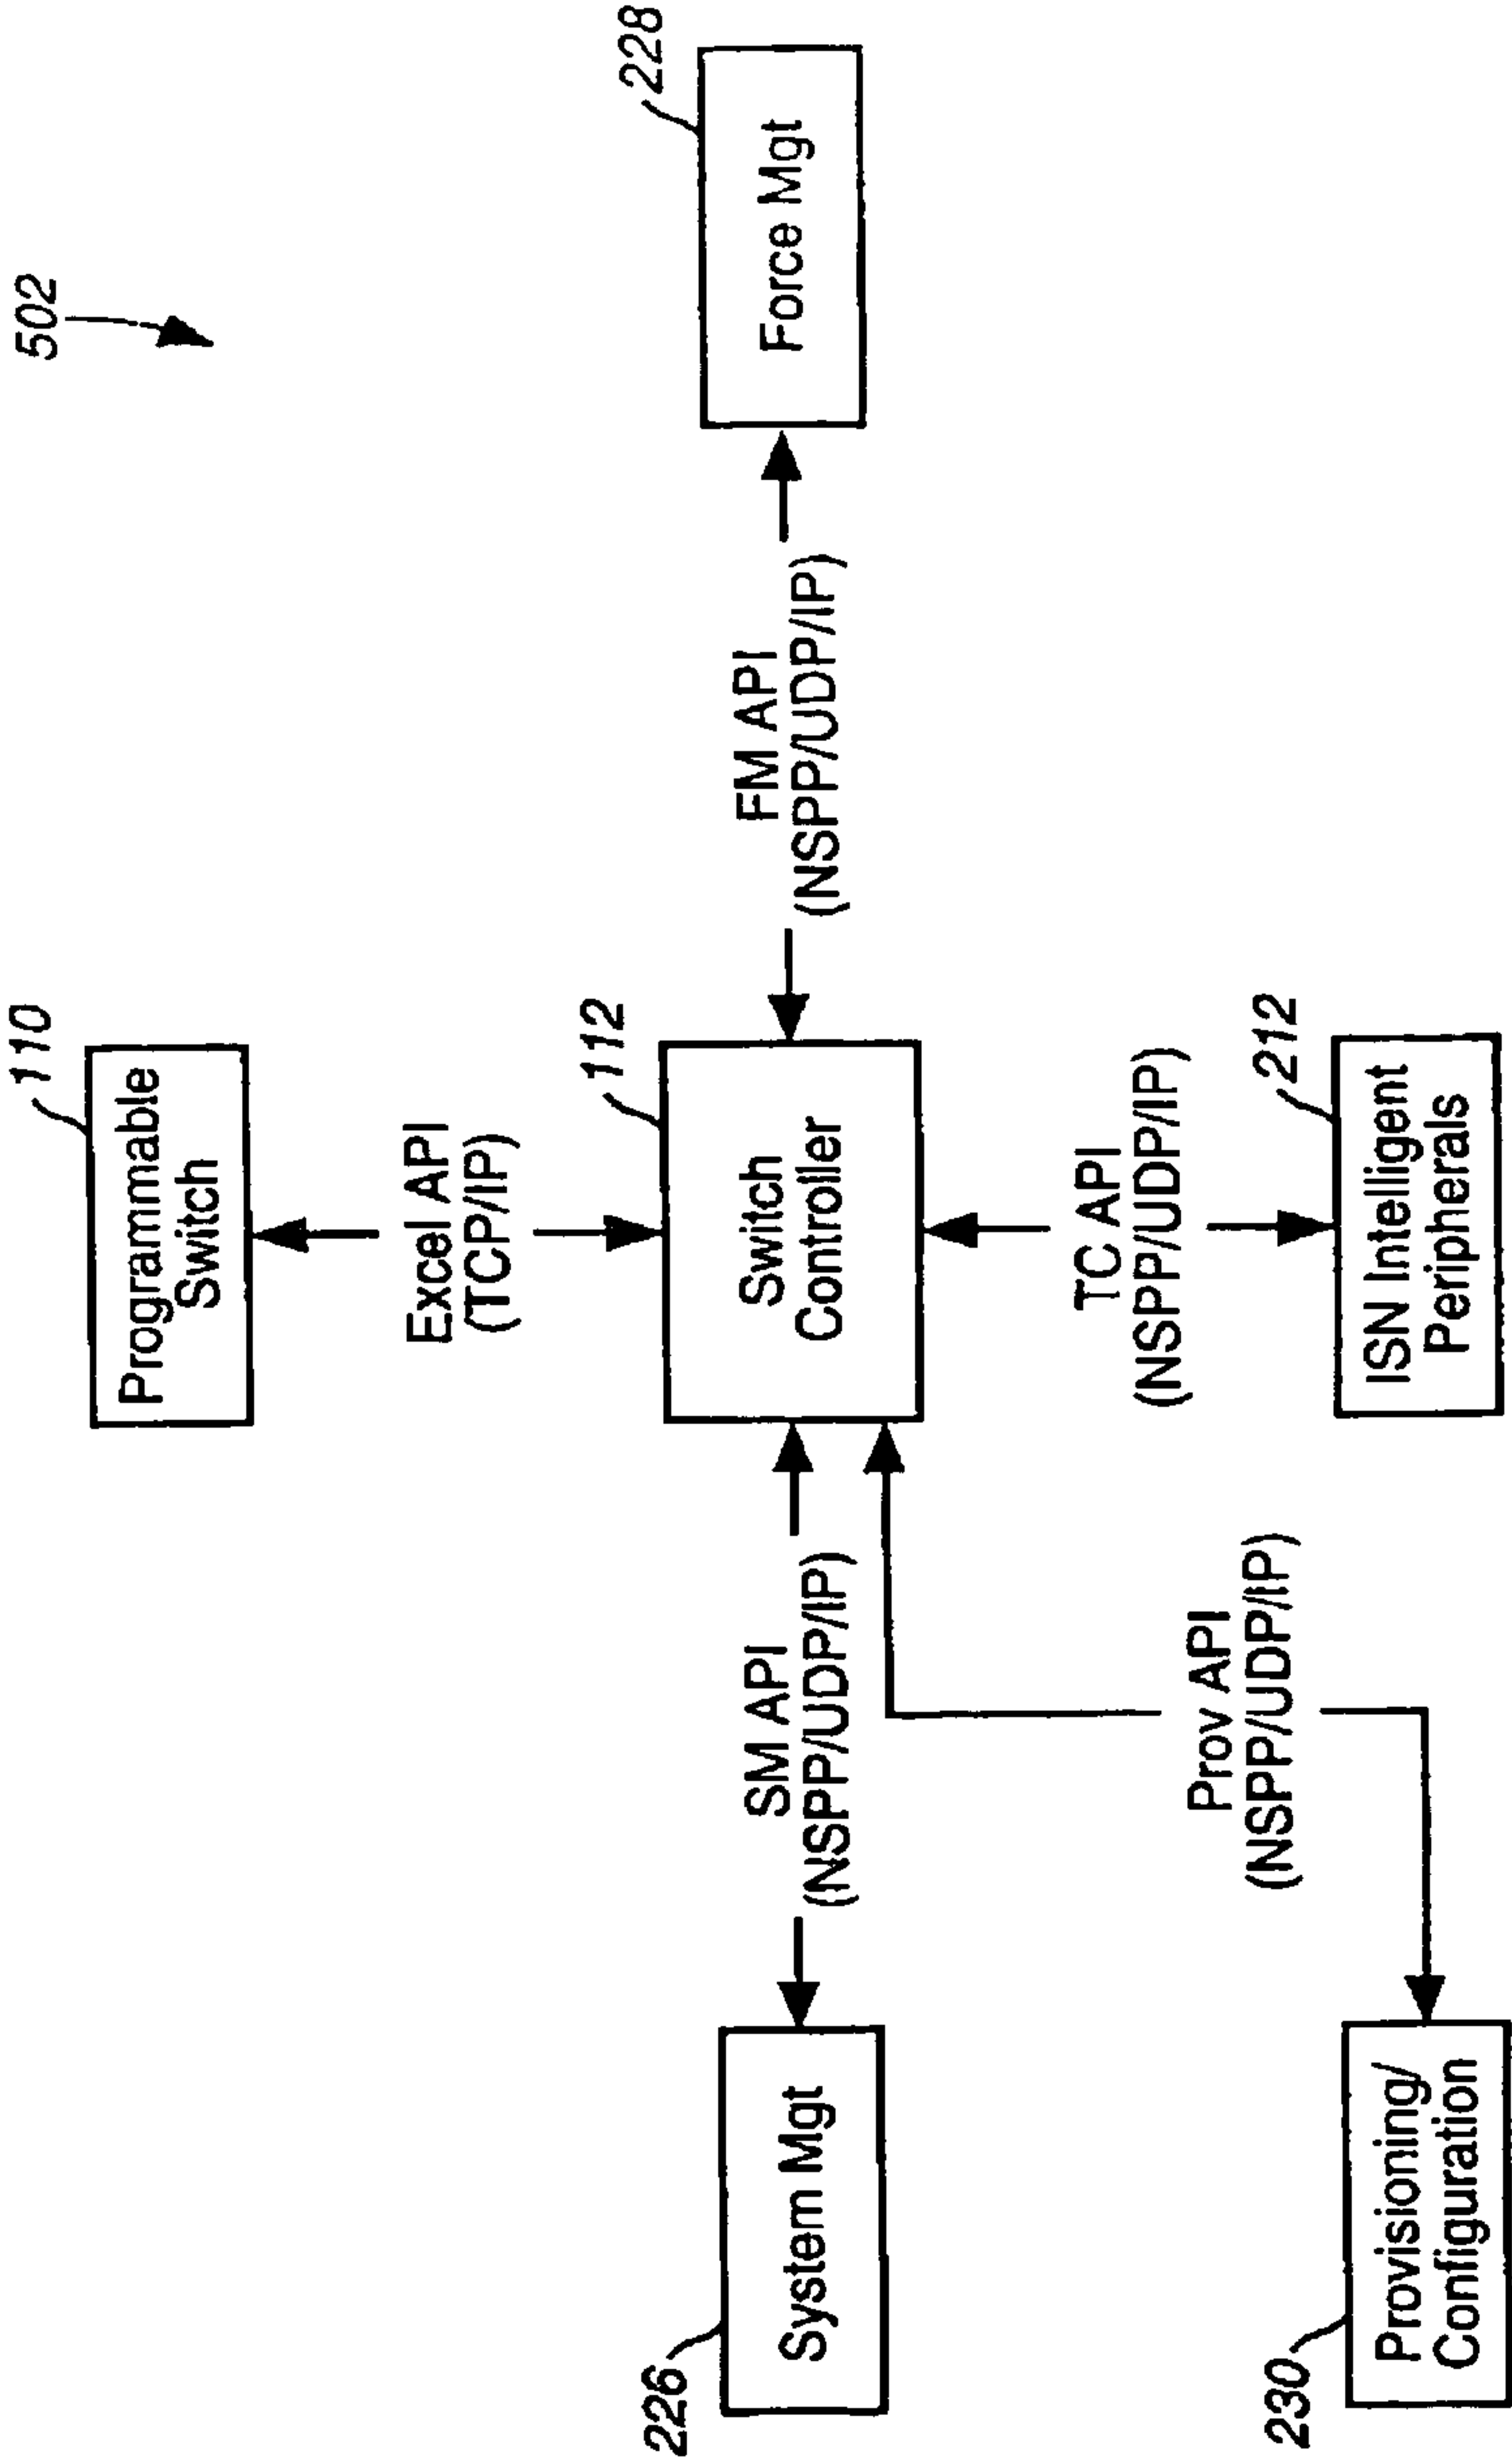 502
110
Programmable
Switch
Excel API
(TCP/IP)
226
System Mgt
SM API
(NSPP/UDP/IP)
112
Switch
Controller
FM API
(NSPP/UDP/IP)
228
Force Mgt
TC API
(NSPP/UDP/IP)
Prov API
(NSPP/UDP/IP)
230
Provisioning/
Configuration
212
ISN Intelligent
Peripherals